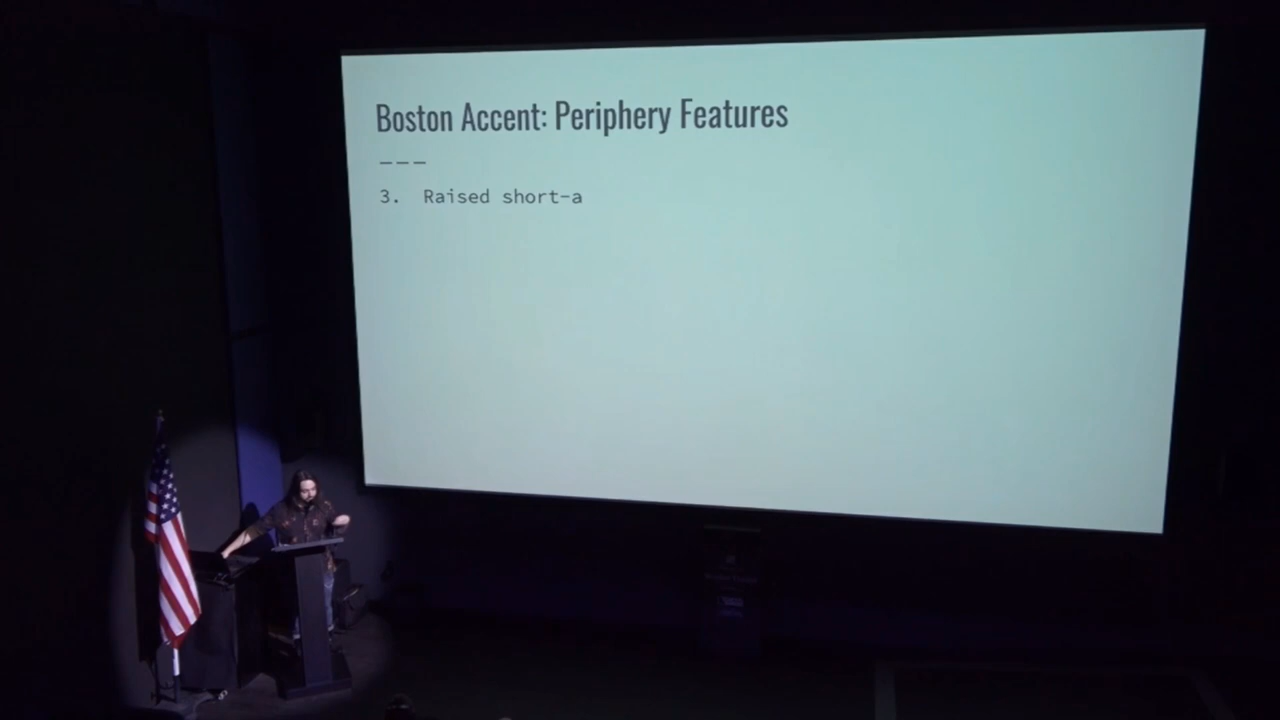 Boston Accent: Periphery Features
———
3. Raised short-a